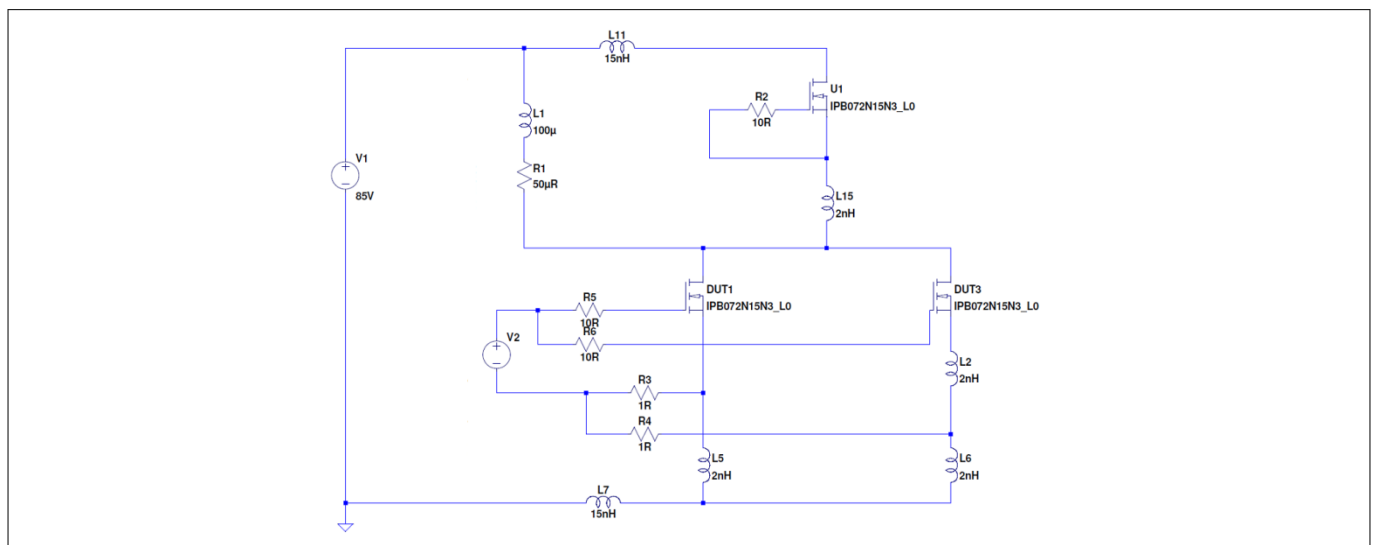 L11
15nH
U1
IPB072N15N3_L0
R2
10R
L1
100µ
V1
85V
R1
50µR
L15
2nH
DUT1
IPB072N15N3_L0
DUT3
IPB072N15N3_L0
R5
10R
R6
10R
V2
L2
2nH
R3
1R
R4
1R
L5
2nH
L6
2nH
L7
15nH